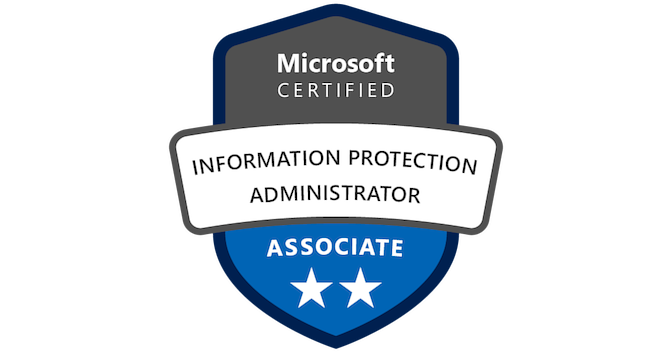 Microsoft
CERTIFIED
INFORMATION PROTECTION
ADMINISTRATOR
ASSOCIATE